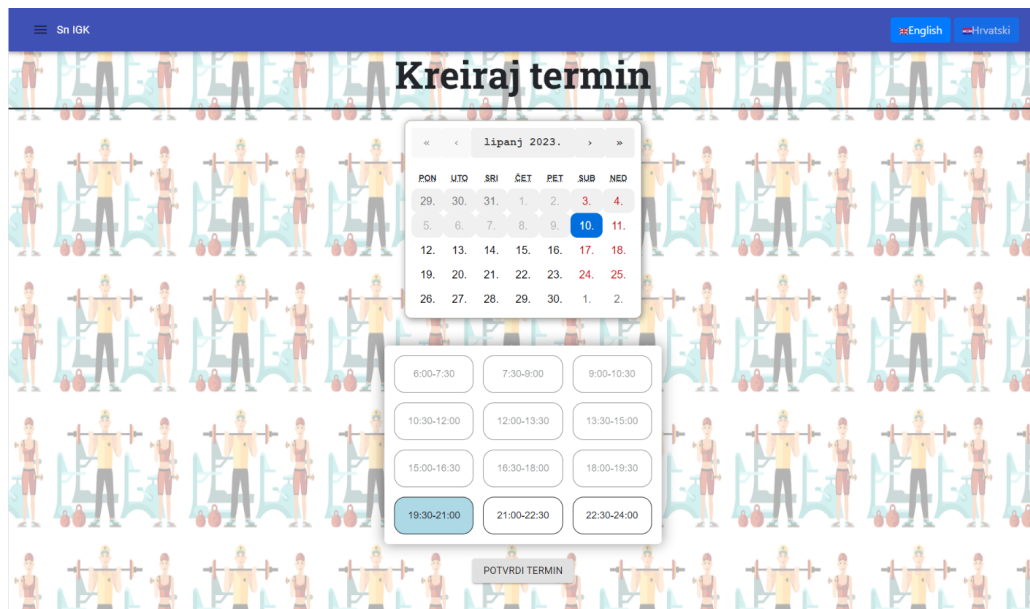 Sn IGK English Hrvatski
Kreiraj termin
« ‹ lipanj 2023. › »
PON UTO SRI ČET PET SUB NED
29. 30. 31. 1. 2. 3. 4.
5. 6. 7. 8. 9. 10. 11.
12. 13. 14. 15. 16. 17. 18.
19. 20. 21. 22. 23. 24. 25.
26. 27. 28. 29. 30. 1. 2.
6:00-7:30 7:30-9:00 9:00-10:30
10:30-12:00 12:00-13:30 13:30-15:00
15:00-16:30 16:30-18:00 18:00-19:30
19:30-21:00 21:00-22:30 22:30-24:00
POTVRDI TERMIN